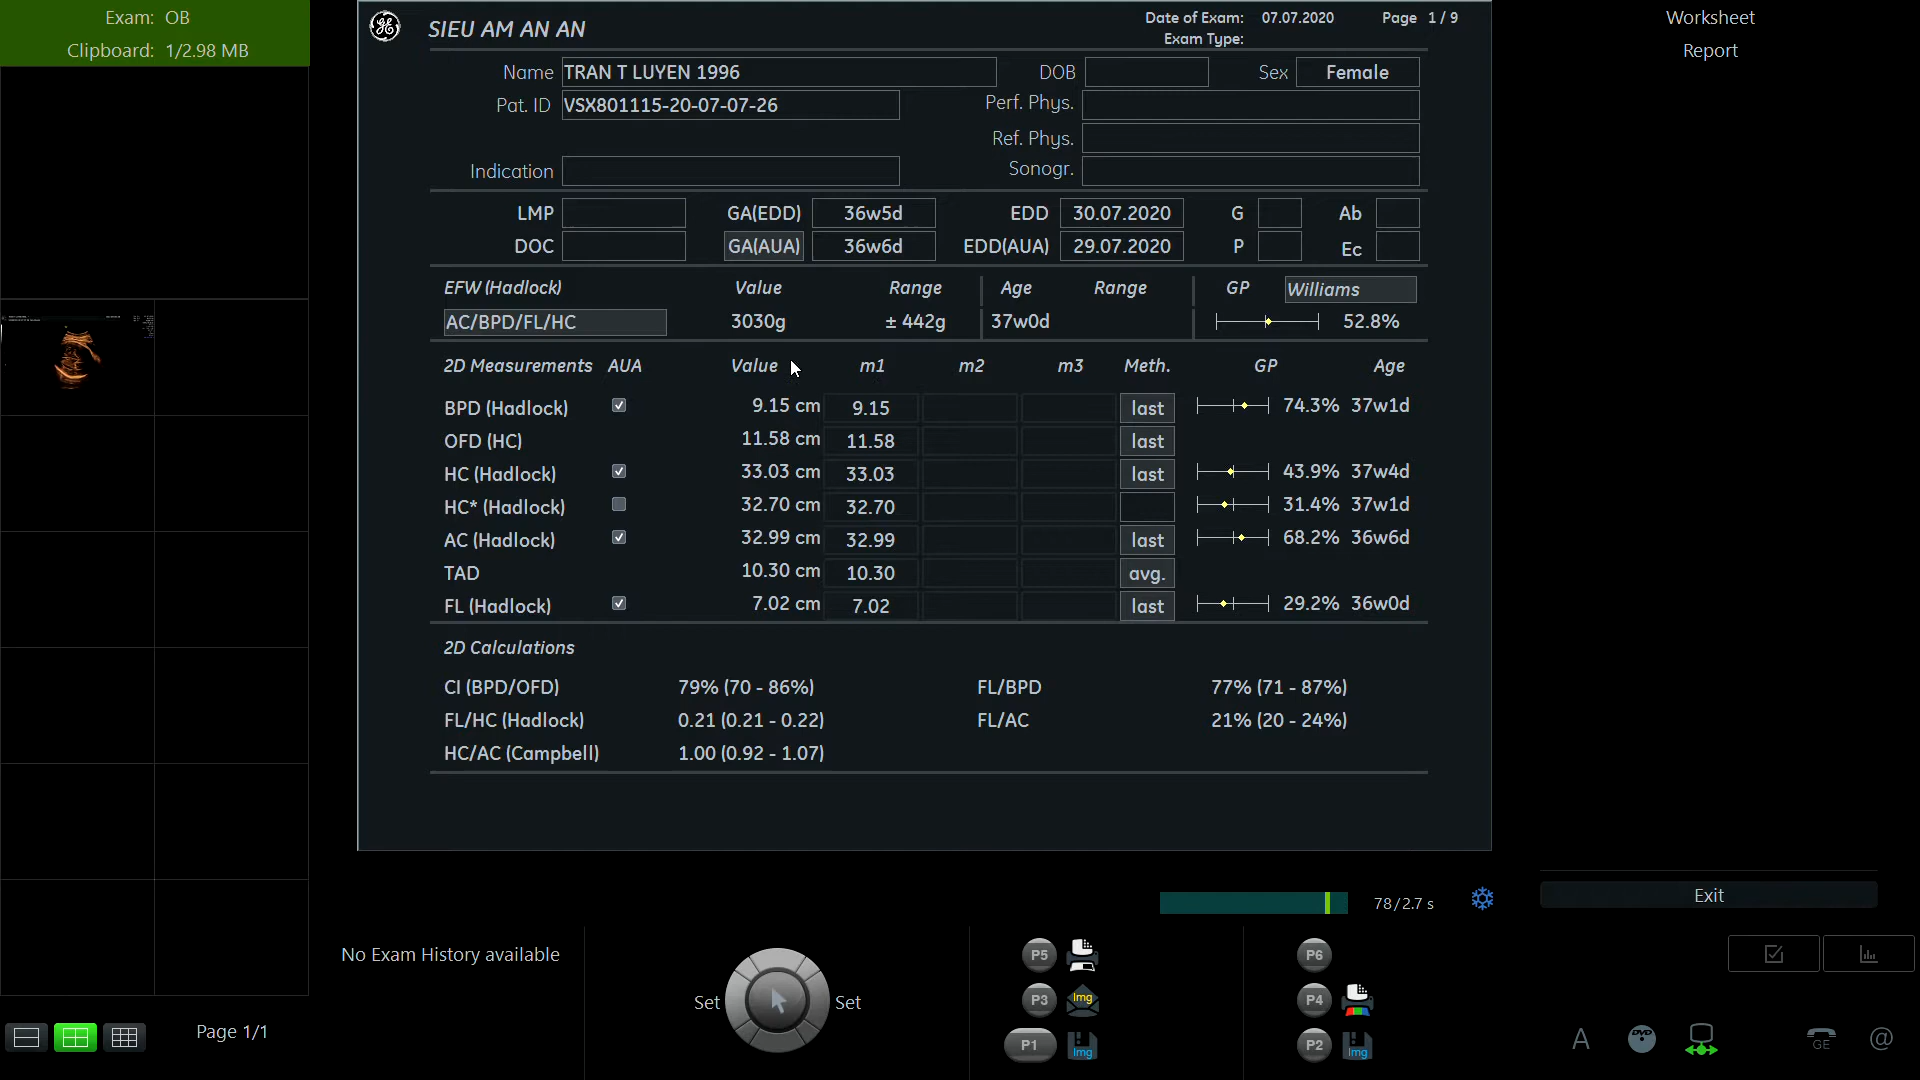 Exam: OB
Clipboard: 1/2.98 MB
SIEU AM AN AN
Date of Exam: 07.07.2020 Page 1 / 9
Exam Type:
Worksheet
Report
Name TRAN T LUYEN 1996 DOB Sex Female
Pat. ID VSX801115-20-07-07-26 Perf. Phys.
Ref. Phys.
Indication Sonogr.
LMP GA(EDD) 36w5d EDD 30.07.2020 G Ab
DOC GA(AUA) 36w6d EDD(AUA) 29.07.2020 P Ec
EFW (Hadlock) Value Range Age Range GP Williams
AC/BPD/FL/HC 3030g ± 442g 37w0d 52.8%
2D Measurements AUA Value m1 m2 m3 Meth. GP Age
BPD (Hadlock) 9.15 cm 9.15 last 74.3% 37w1d
OFD (HC) 11.58 cm 11.58 last
HC (Hadlock) 33.03 cm 33.03 last 43.9% 37w4d
HC* (Hadlock) 32.70 cm 32.70 31.4% 37w1d
AC (Hadlock) 32.99 cm 32.99 last 68.2% 36w6d
TAD 10.30 cm 10.30 avg.
FL (Hadlock) 7.02 cm 7.02 last 29.2% 36w0d
2D Calculations
CI (BPD/OFD) 79% (70 - 86%) FL/BPD 77% (71 - 87%)
FL/HC (Hadlock) 0.21 (0.21 - 0.22) FL/AC 21% (20 - 24%)
HC/AC (Campbell) 1.00 (0.92 - 1.07)
78/2.7 s
Exit
No Exam History available
Set Set
P5 P6
P3 Img P4
P1 Img P2 Img
Page 1/1
A DVD GE @